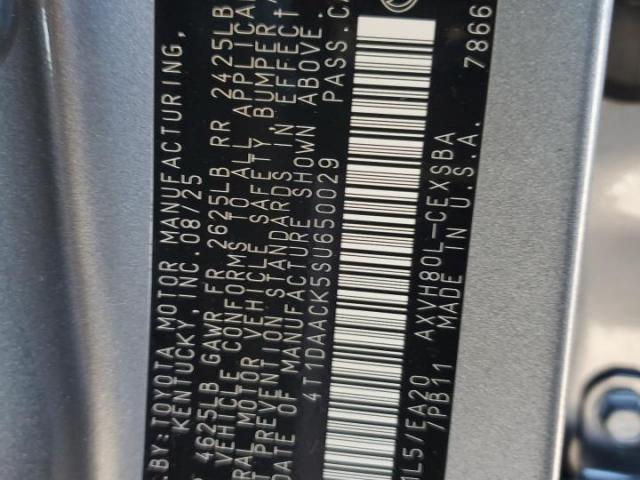 BY: TOYOTA MOTOR MANUFACTURING
KENTUCKY, INC. 08/25
4625LB GAWR FR 2625LB RR 2425LB
VEHICLE CONFORMS TO ALL APPLICA
RAL MOTOR VEHICLE SAFETY, BUMPER,
T PREVENTION STANDARDS IN EFFECT
DATE OF MANUFACTURE SHOWN ABOVE.
4T1DAACK5SU650029 PASS.CA
1L5/EA20 AXVH80L-CEXSBA
7PB11 MADE IN U.S.A. 7866